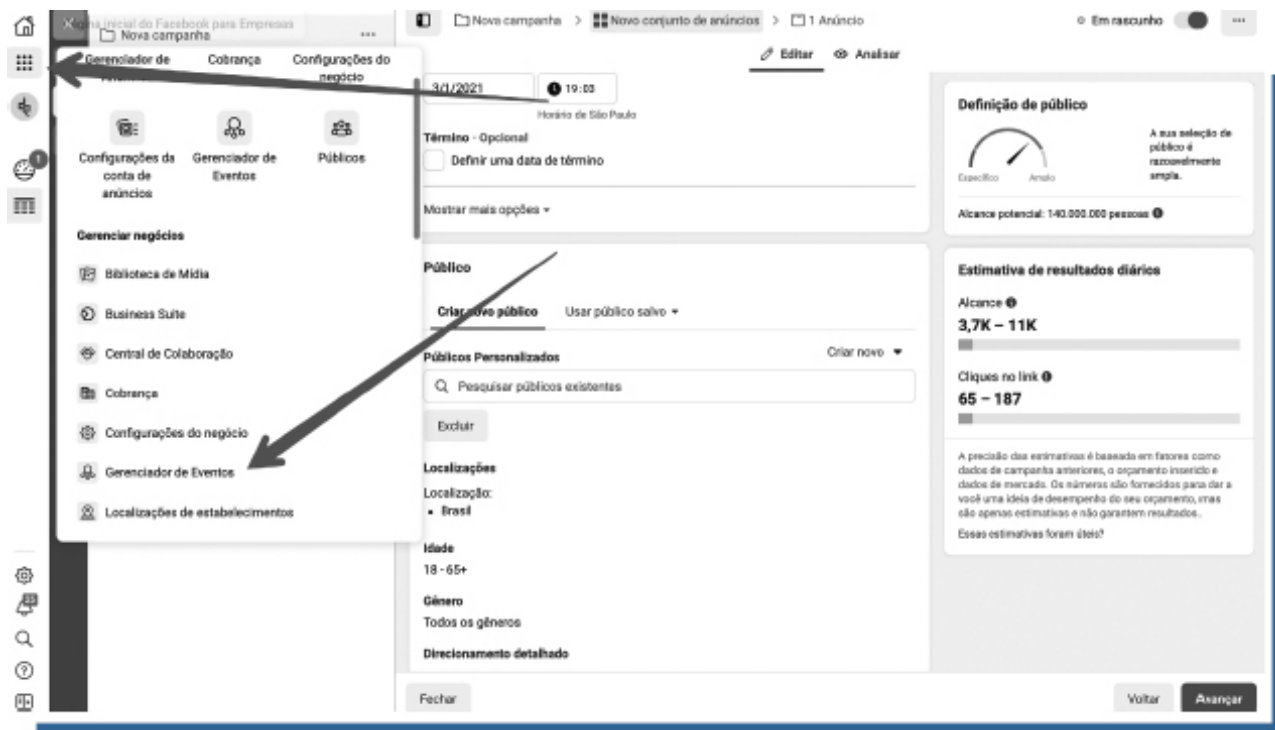 Página inicial do Facebook para Empresas
Nova campanha
Gerenciador de
Cobrança
Configurações do
negócio
Configurações da
conta de
anúncios
Gerenciador de
Eventos
Públicos
Gerenciar negócios
Biblioteca de Mídia
Business Suite
Central de Colaboração
Cobrança
Configurações do negócio
Gerenciador de Eventos
Localizações de estabelecimentos
Nova campanha > Novo conjunto de anúncios > 1 Anúncio
Em rascunho
Editar
Analisar
3/1/2021
19:03
Horário de São Paulo
Término - Opcional
Definir uma data de término
Mostrar mais opções
Público
Criar novo público
Usar público salvo
Públicos Personalizados
Criar novo
Pesquisar públicos existentes
Excluir
Localizações
Localização:
• Brasil
Idade
18 - 65+
Gênero
Todos os gêneros
Direcionamento detalhado
Fechar
Voltar
Avançar
Definição de público
A sua seleção de
público é
razoavelmente
ampla.
Específico
Amplo
Alcance potencial: 140.000.000 pessoas
Estimativa de resultados diários
Alcance
3,7K – 11K
Cliques no link
65 – 187
A precisão das estimativas é baseada em fatores como
dados de campanha anteriores, o orçamento inserido e
dados de mercado. Os números são fornecidos para dar a
você uma ideia de desempenho do seu orçamento, mas
são apenas estimativas e não garantem resultados..
Essas estimativas foram úteis?